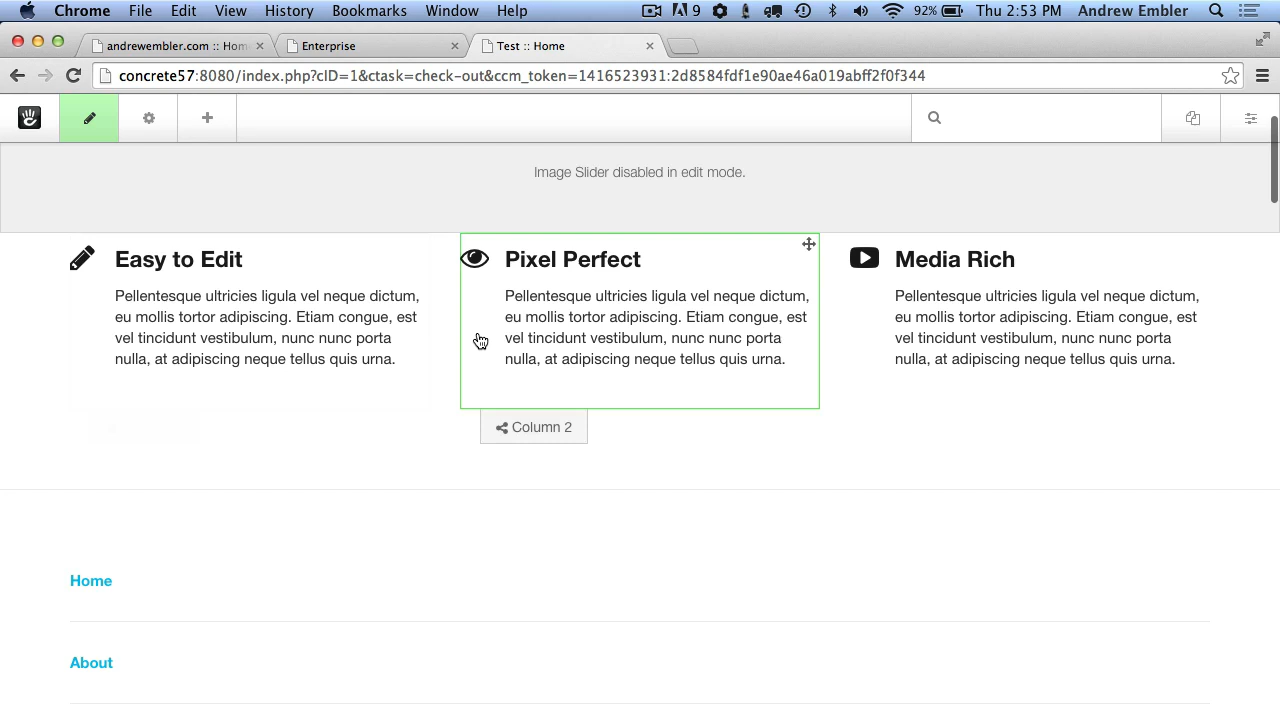 Chrome File Edit View History Bookmarks Window Help 9 92% Thu 2:53 PM Andrew Embler
andrewembler.com :: Hom Enterprise Test :: Home
concrete57:8080/index.php?cID=1&ctask=check-out&ccm_token=1416523931:2d8584fdf1e90ae46a019abff2f0f344
Image Slider disabled in edit mode.
Easy to Edit
Pellentesque ultricies ligula vel neque dictum,
eu mollis tortor adipiscing. Etiam congue, est
vel tincidunt vestibulum, nunc nunc porta
nulla, at adipiscing neque tellus quis urna.
Pixel Perfect
Pellentesque ultricies ligula vel neque dictum,
eu mollis tortor adipiscing. Etiam congue, est
vel tincidunt vestibulum, nunc nunc porta
nulla, at adipiscing neque tellus quis urna.
Column 2
Media Rich
Pellentesque ultricies ligula vel neque dictum,
eu mollis tortor adipiscing. Etiam congue, est
vel tincidunt vestibulum, nunc nunc porta
nulla, at adipiscing neque tellus quis urna.
Home
About